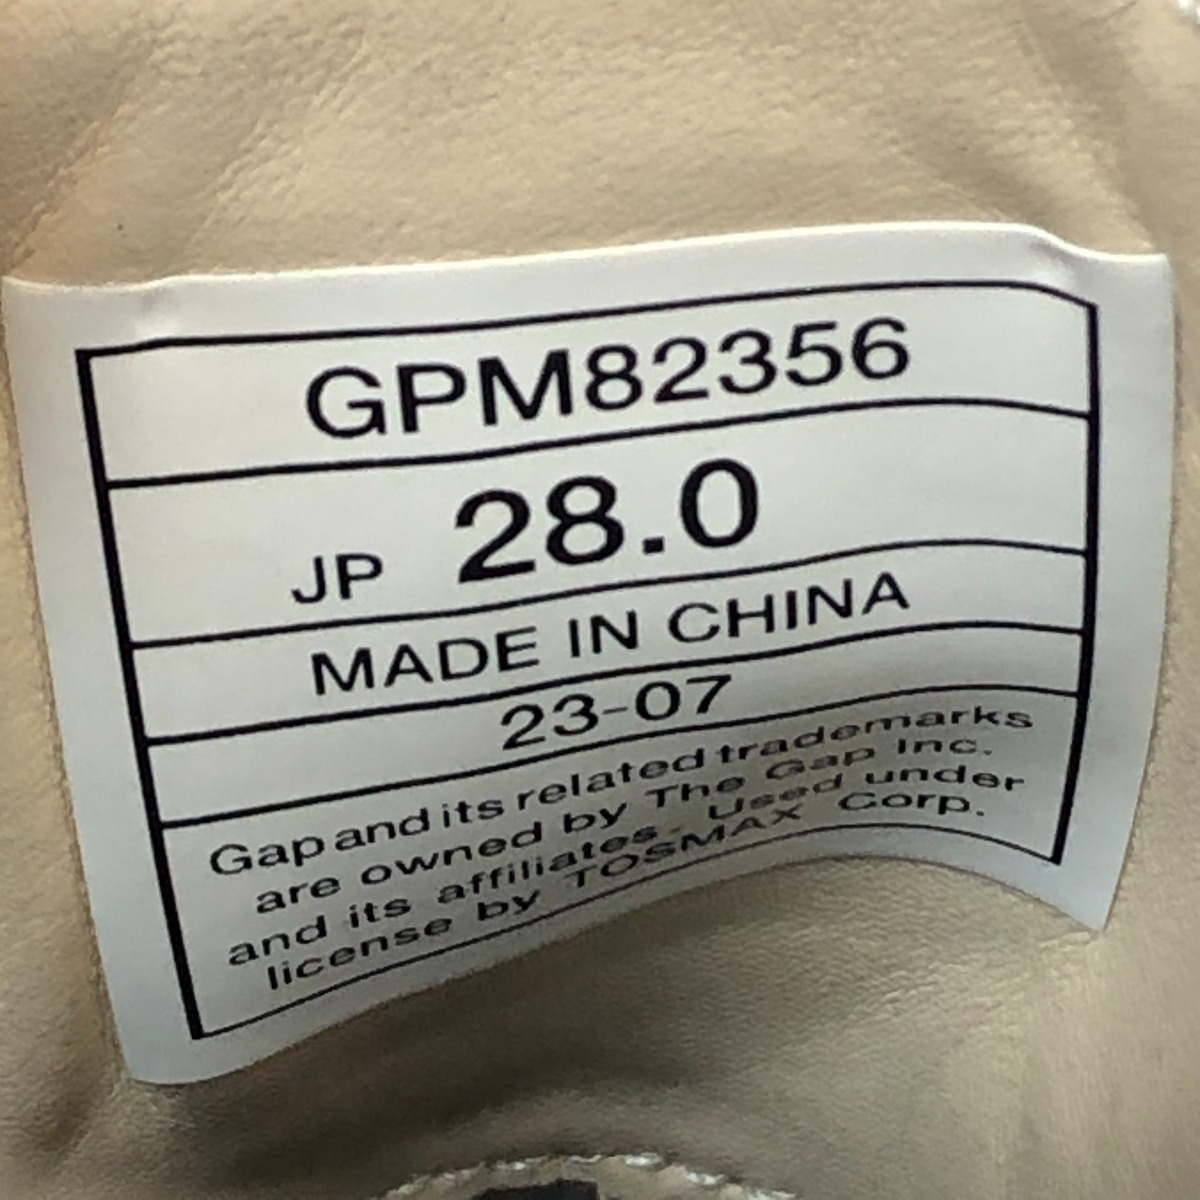 GPM82356
JP 28.0
MADE IN CHINA
23-07
Gap and its related trademarks
are owned by The Gap Inc.
and its affiliates. Used under
license by TOSMAX Corp.